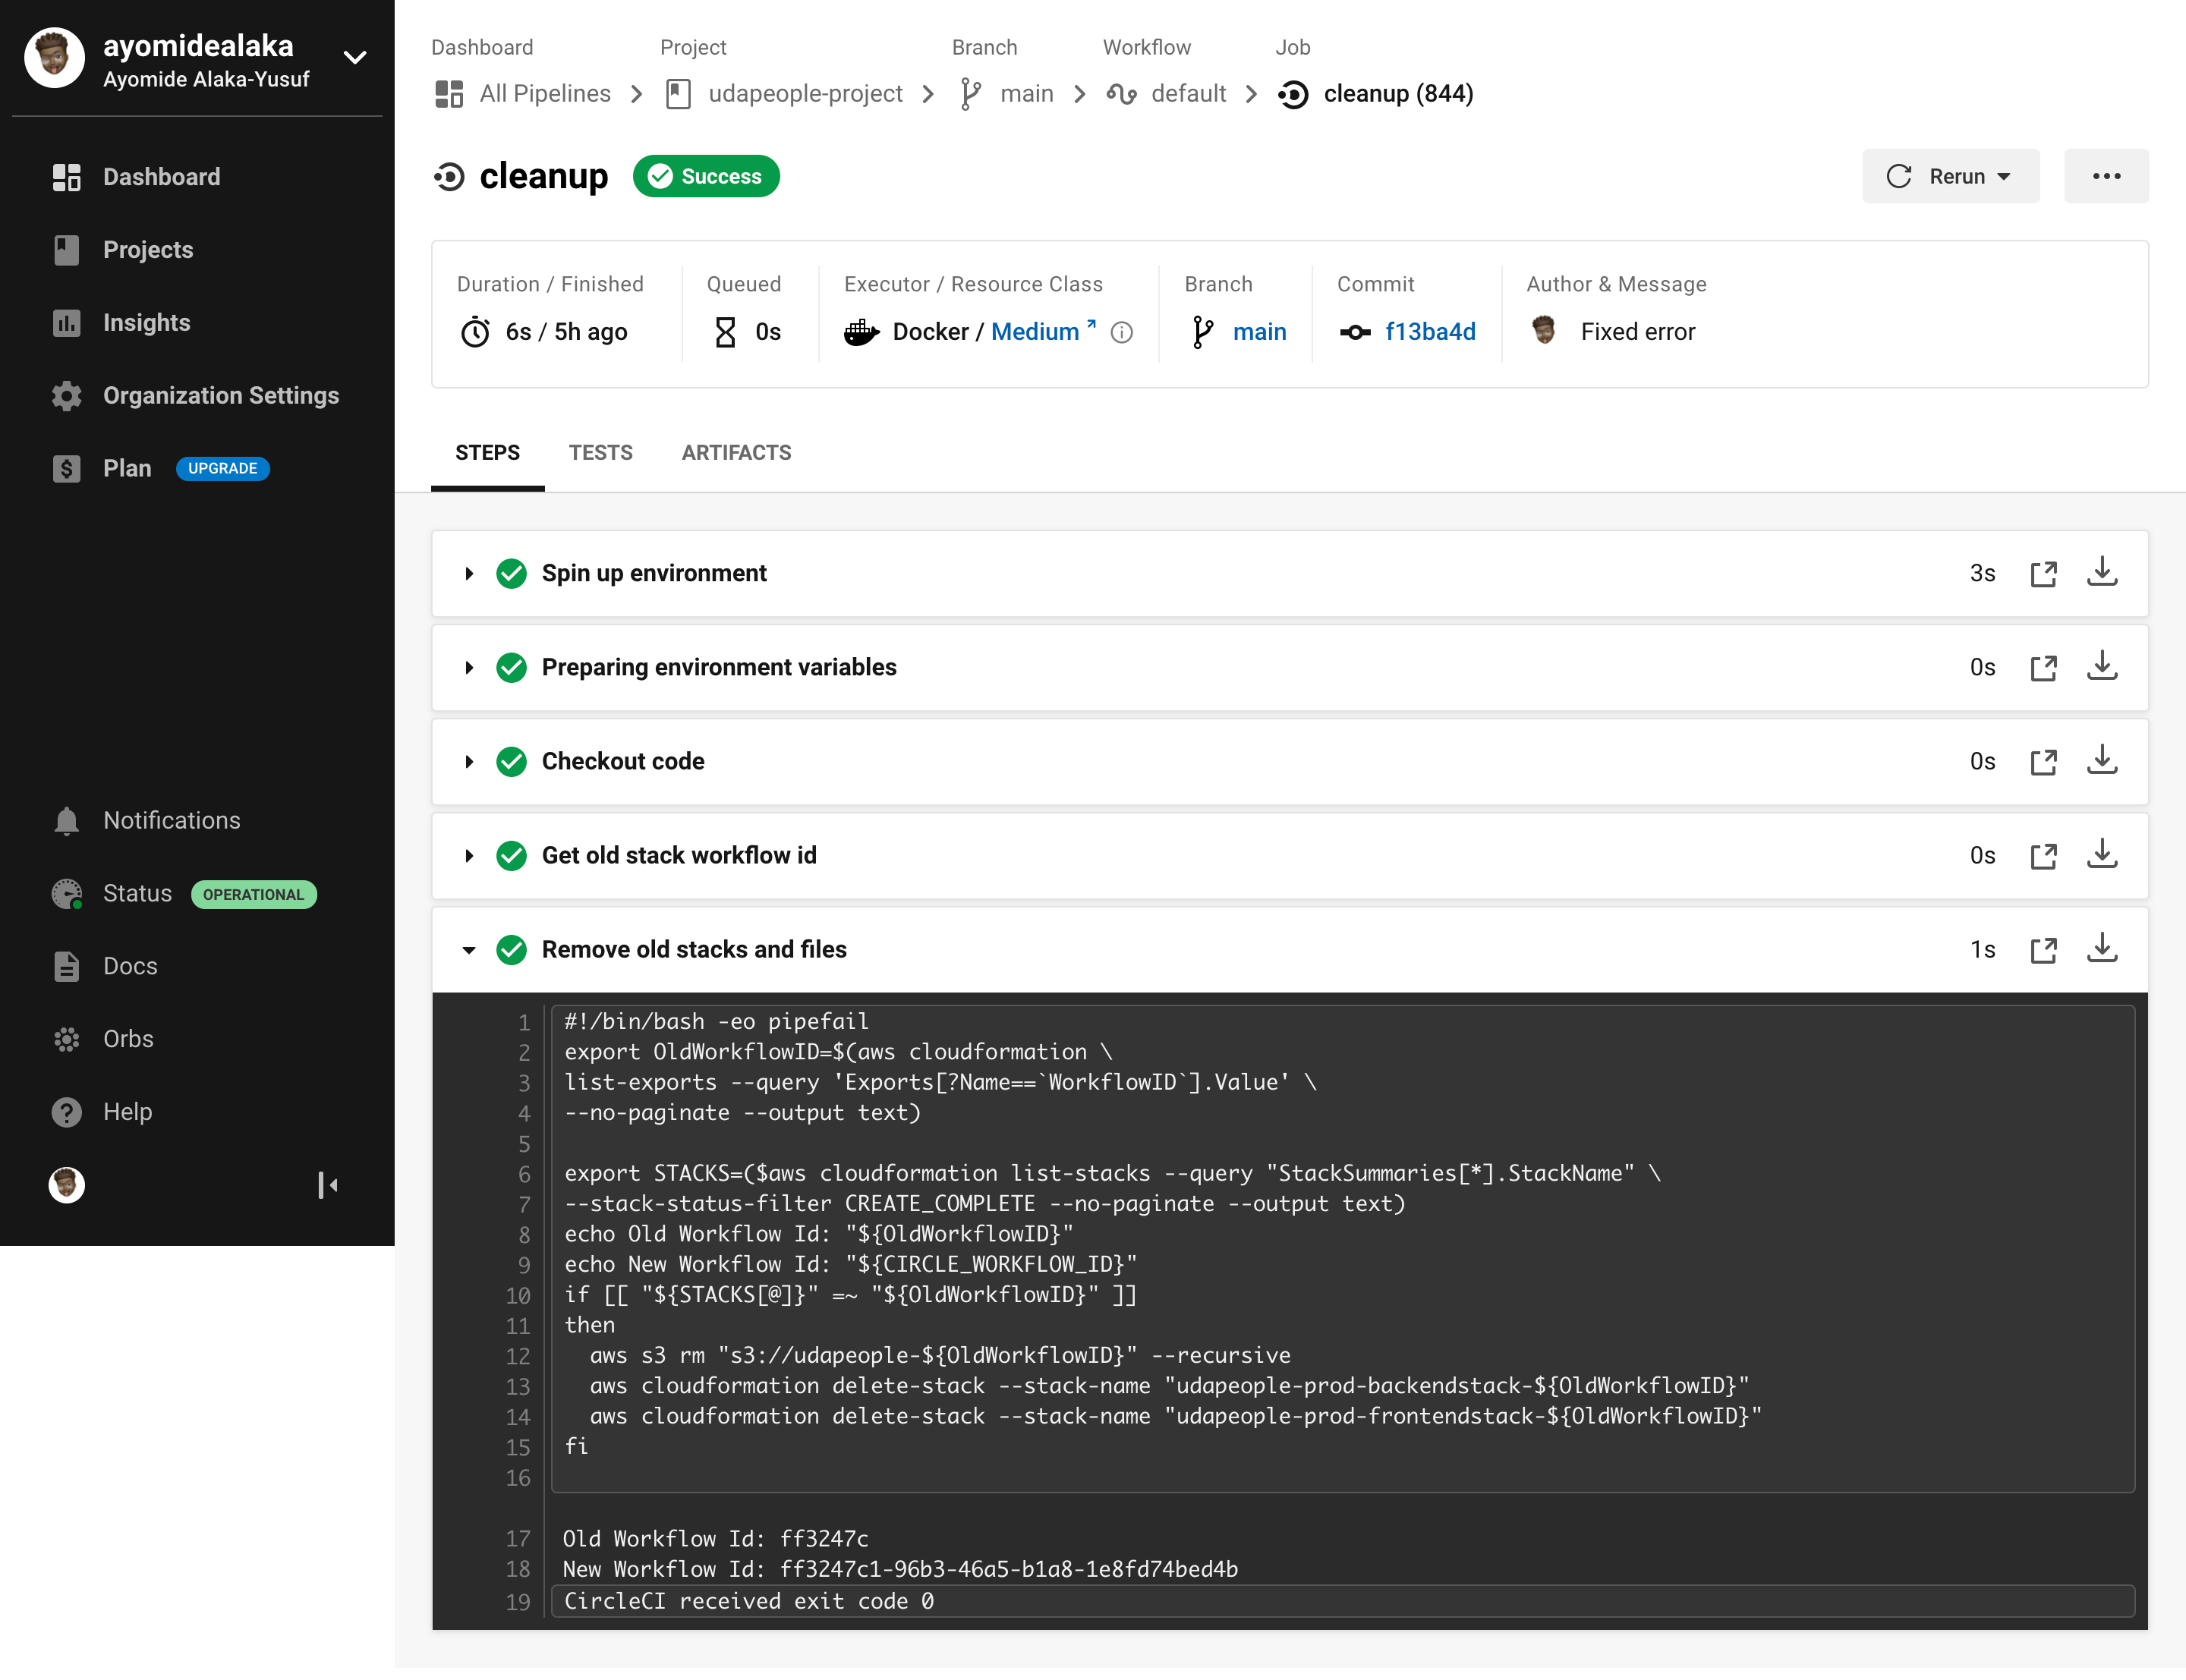 ayomidealaka
Ayomide Alaka-Yusuf
Dashboard
Projects
Insights
Organization Settings
Plan UPGRADE
Notifications
Status OPERATIONAL
Docs
Orbs
Help
Dashboard Project Branch Workflow Job
All Pipelines udapeople-project main default cleanup (844)
cleanup Success
Rerun
Duration / Finished Queued Executor / Resource Class Branch Commit Author & Message
6s / 5h ago 0s Docker / Medium main f13ba4d Fixed error
STEPS TESTS ARTIFACTS
Spin up environment 3s
Preparing environment variables 0s
Checkout code 0s
Get old stack workflow id 0s
Remove old stacks and files 1s
1 #!/bin/bash -eo pipefail
2 export OldWorkflowID=$(aws cloudformation \
3 list-exports --query 'Exports[?Name==`WorkflowID`].Value' \
4 --no-paginate --output text)
5
6 export STACKS=($aws cloudformation list-stacks --query "StackSummaries[*].StackName" \
7 --stack-status-filter CREATE_COMPLETE --no-paginate --output text)
8 echo Old Workflow Id: "${OldWorkflowID}"
9 echo New Workflow Id: "${CIRCLE_WORKFLOW_ID}"
10 if [[ "${STACKS[@]}" =~ "${OldWorkflowID}" ]]
11 then
12   aws s3 rm "s3://udapeople-${OldWorkflowID}" --recursive
13   aws cloudformation delete-stack --stack-name "udapeople-prod-backendstack-${OldWorkflowID}"
14   aws cloudformation delete-stack --stack-name "udapeople-prod-frontendstack-${OldWorkflowID}"
15 fi
16
17 Old Workflow Id: ff3247c
18 New Workflow Id: ff3247c1-96b3-46a5-b1a8-1e8fd74bed4b
19 CircleCI received exit code 0